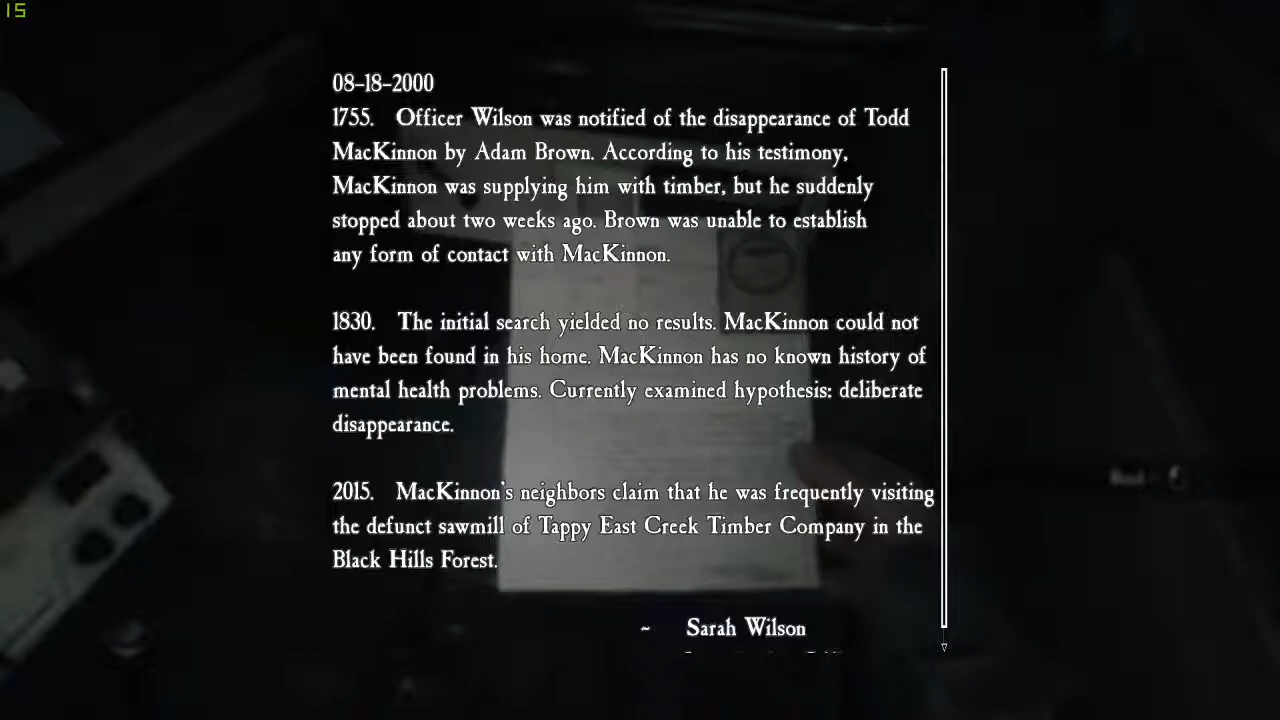 15
08-18-2000
1755. Officer Wilson was notified of the disappearance of Todd
MacKinnon by Adam Brown. According to his testimony,
MacKinnon was supplying him with timber, but he suddenly
stopped about two weeks ago. Brown was unable to establish
any form of contact with MacKinnon.
1830. The initial search yielded no results. MacKinnon could not
have been found in his home. MacKinnon has no known history of
mental health problems. Currently examined hypothesis: deliberate
disappearance.
2015. MacKinnon's neighbors claim that he was frequently visiting
the defunct sawmill of Tappy East Creek Timber Company in the
Black Hills Forest.
~ Sarah Wilson